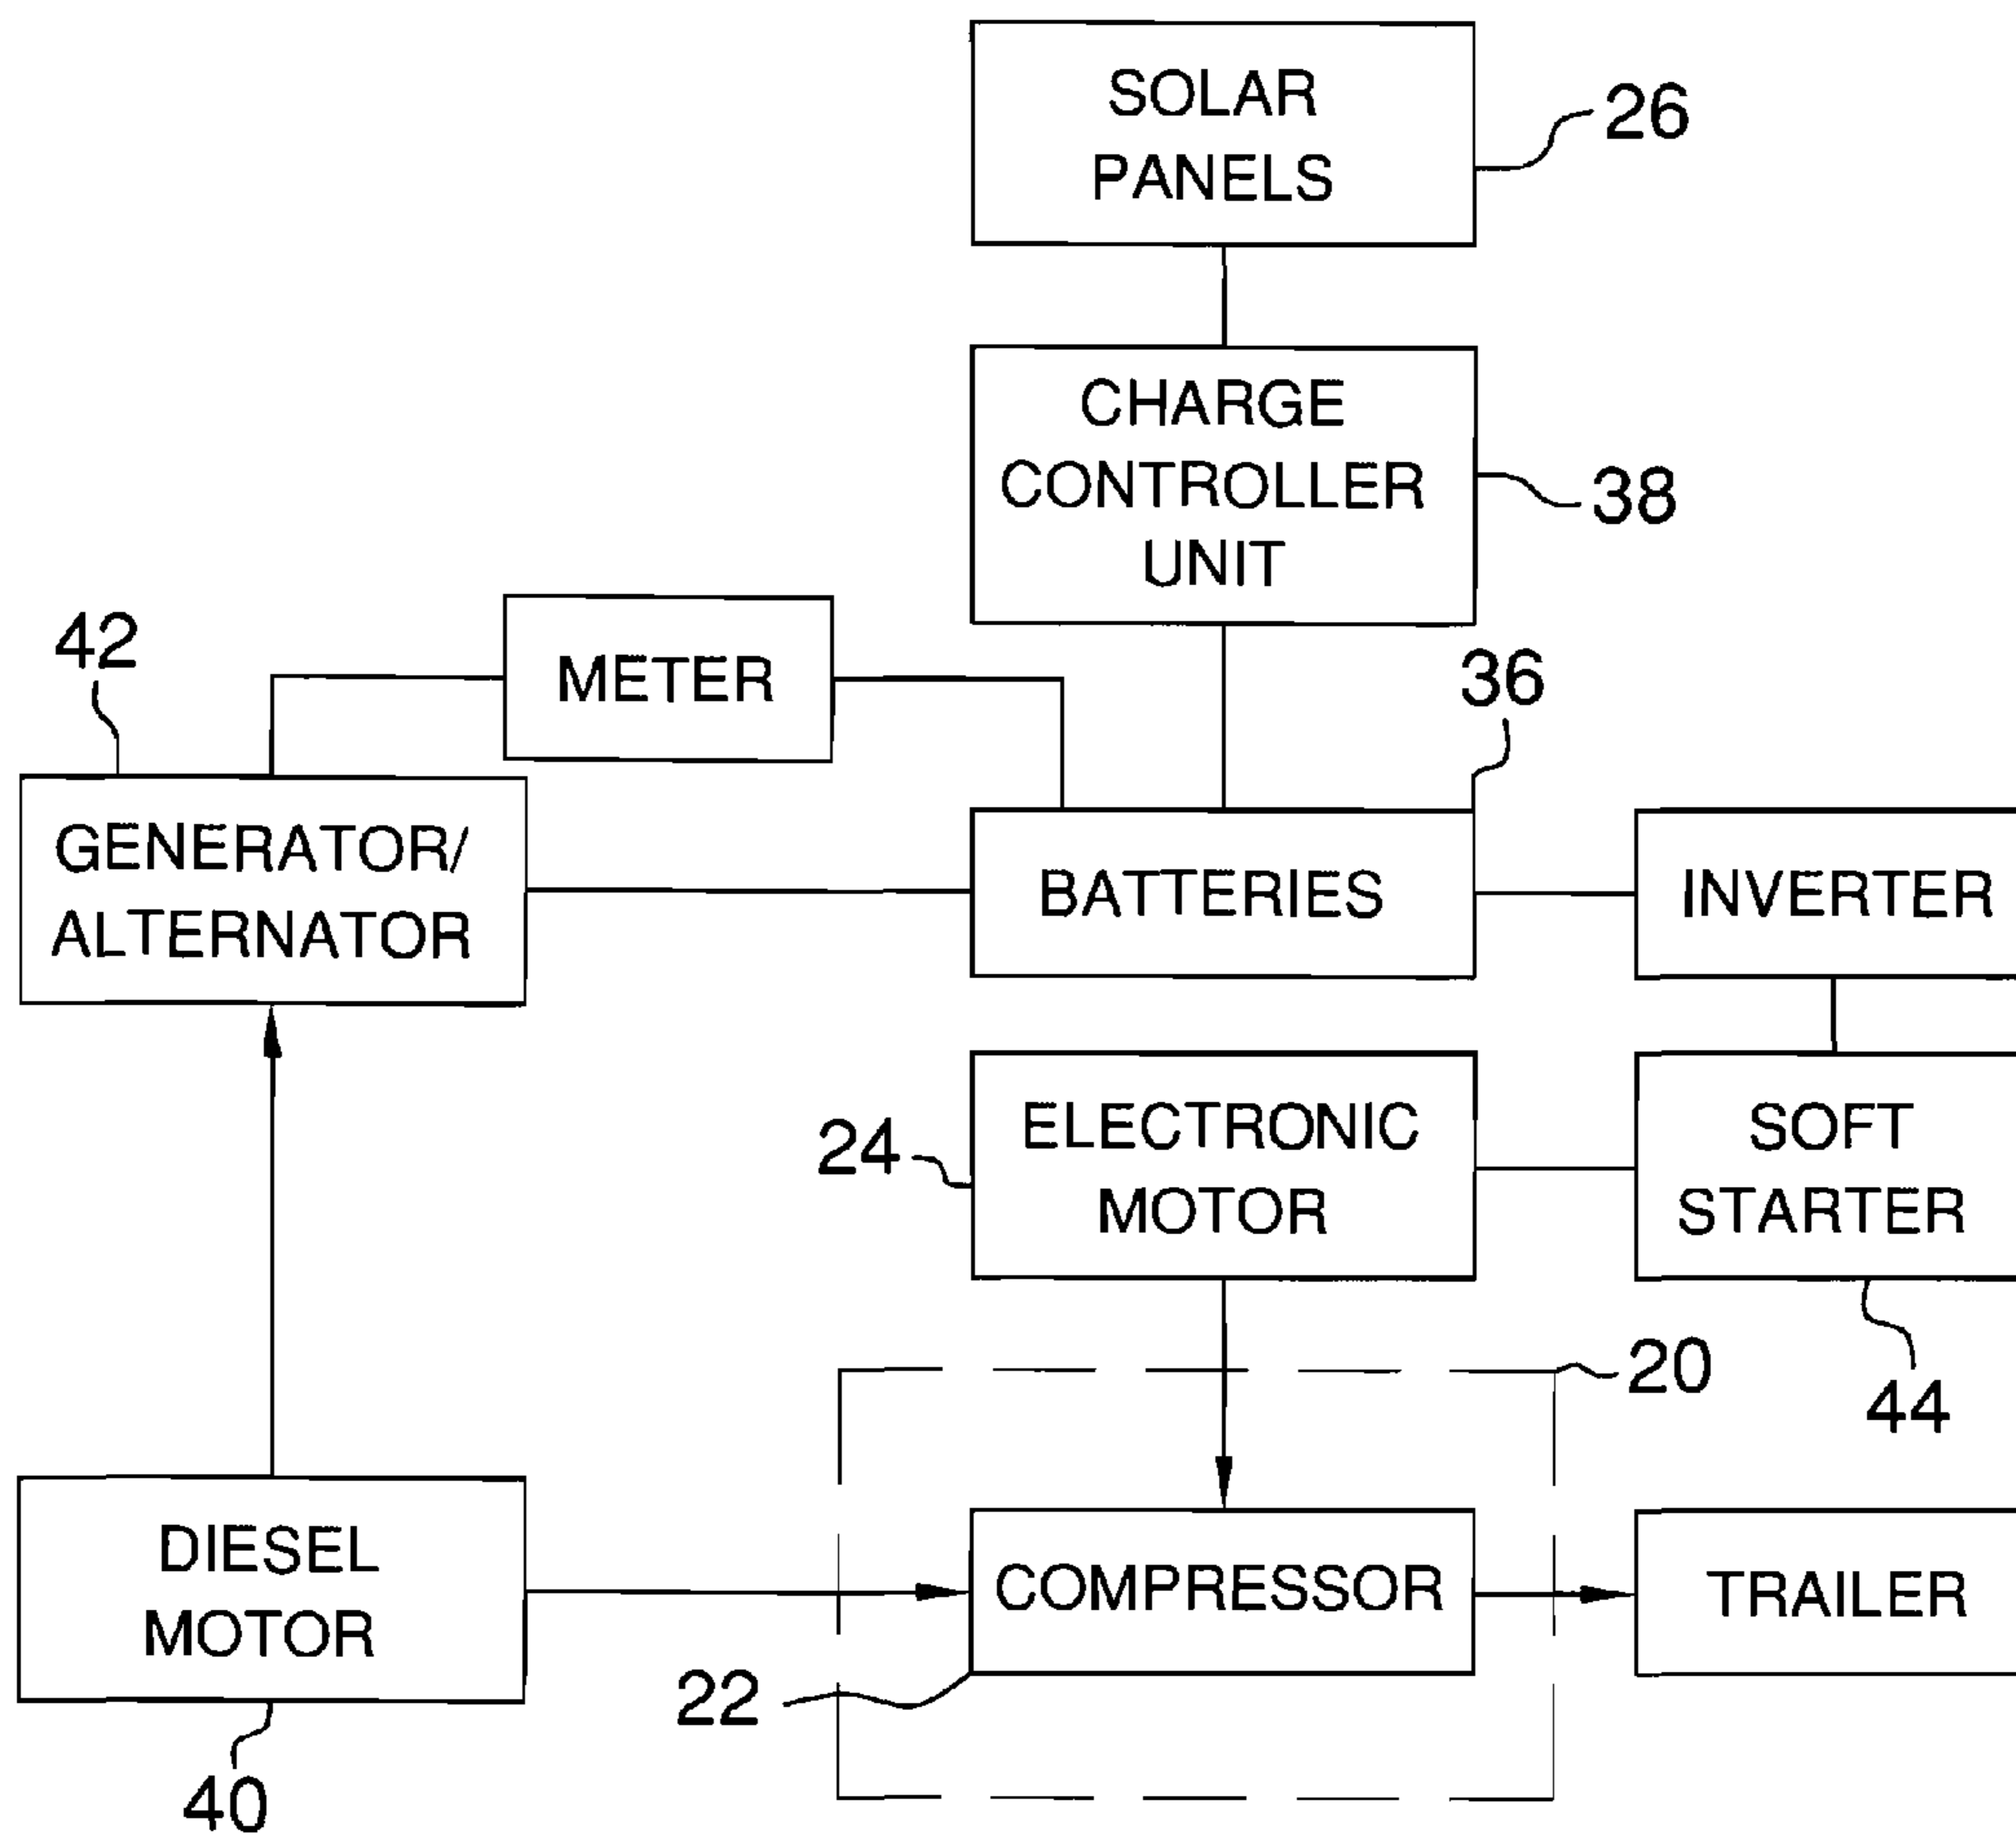 SOLAR
PANELS
26
CHARGE
CONTROLLER
UNIT
38
42
METER
36
GENERATOR/
ALTERNATOR
BATTERIES
INVERTER
24
ELECTRONIC
MOTOR
SOFT
STARTER
20
44
DIESEL
MOTOR
COMPRESSOR
TRAILER
22
40